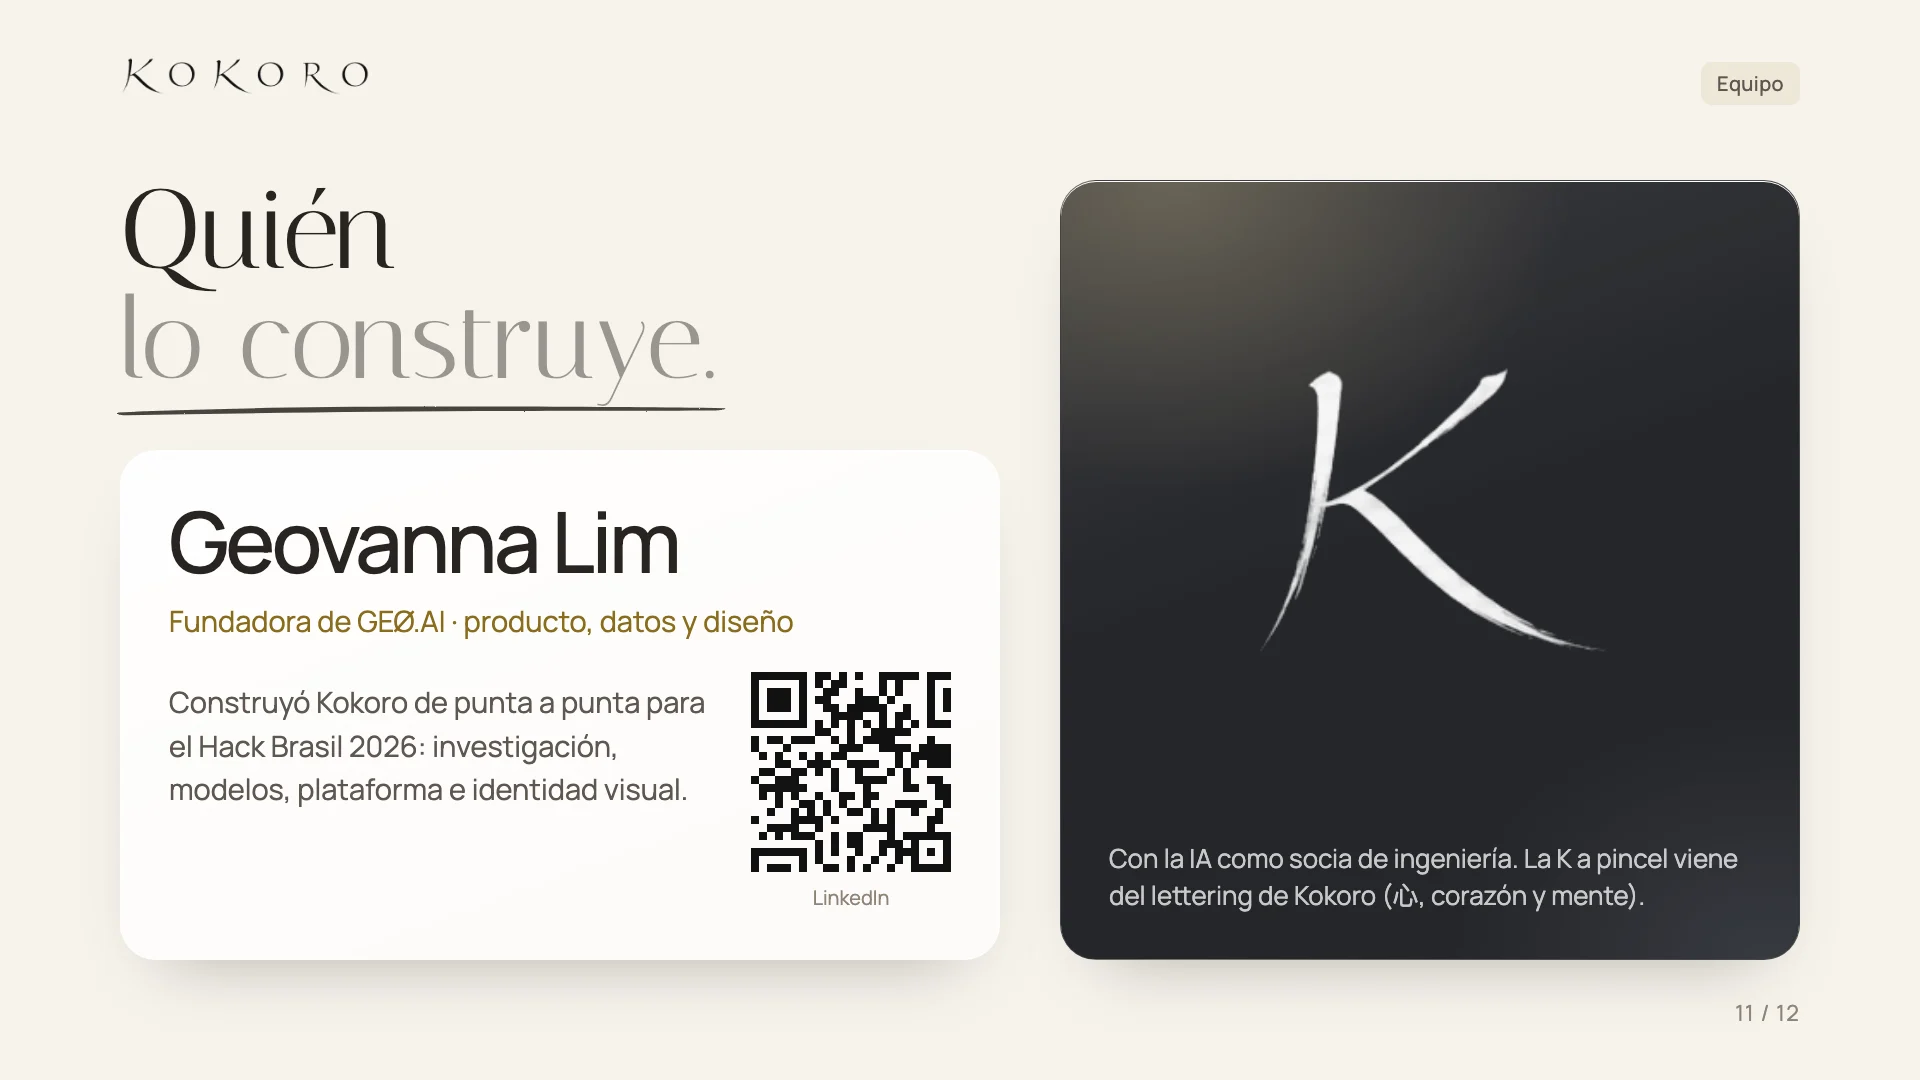 KOKORO
Equipo
Quién
lo construye.
Geovanna Lim
Fundadora de GEØ.AI · producto, datos y diseño
Construyó Kokoro de punta a punta para
el Hack Brasil 2026: investigación,
modelos, plataforma e identidad visual.
LinkedIn
K
Con la IA como socia de ingeniería. La K a pincel viene
del lettering de Kokoro (心, corazón y mente).
11 / 12